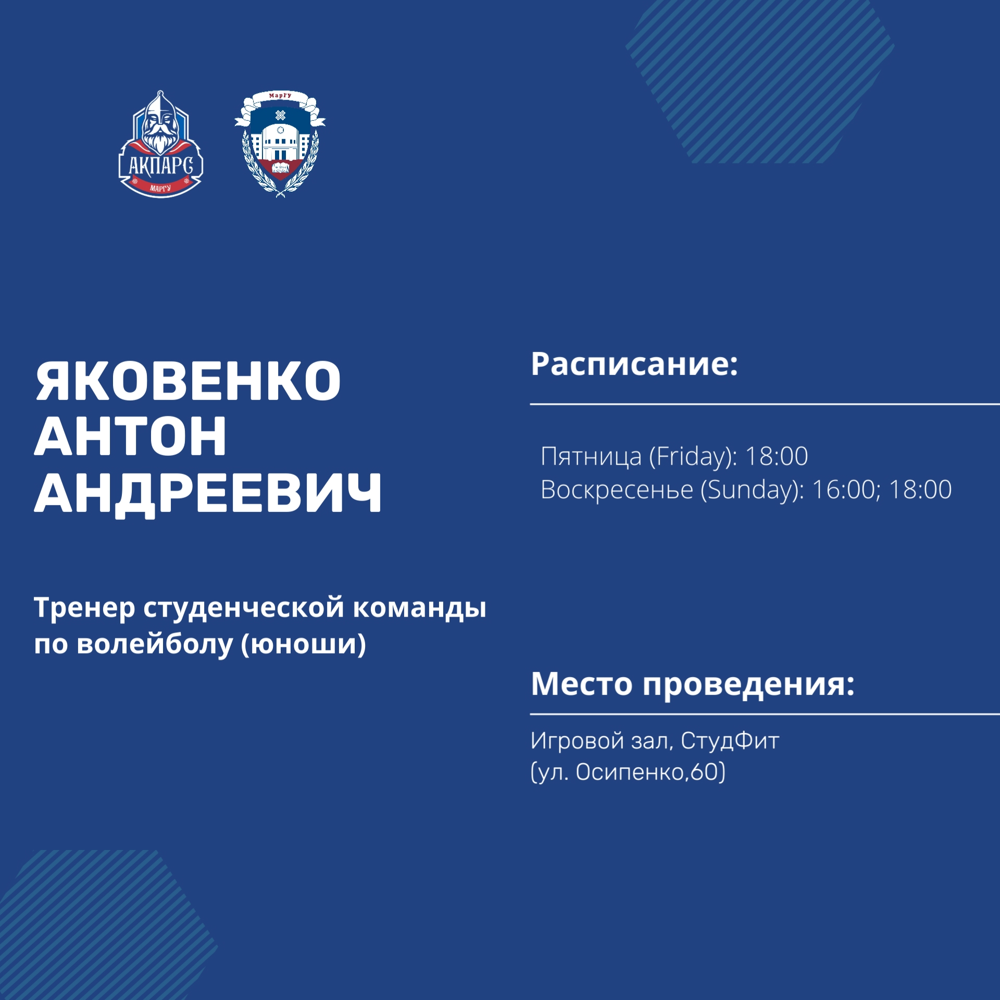 АКПАРС
МАРГУ
МарГУ
ЯКОВЕНКО
АНТОН
АНДРЕЕВИЧ
Тренер студенческой команды
по волейболу (юноши)
Расписание:
Пятница (Friday): 18:00
Воскресенье (Sunday): 16:00; 18:00
Место проведения:
Игровой зал, СтудФит
(ул. Осипенко,60)